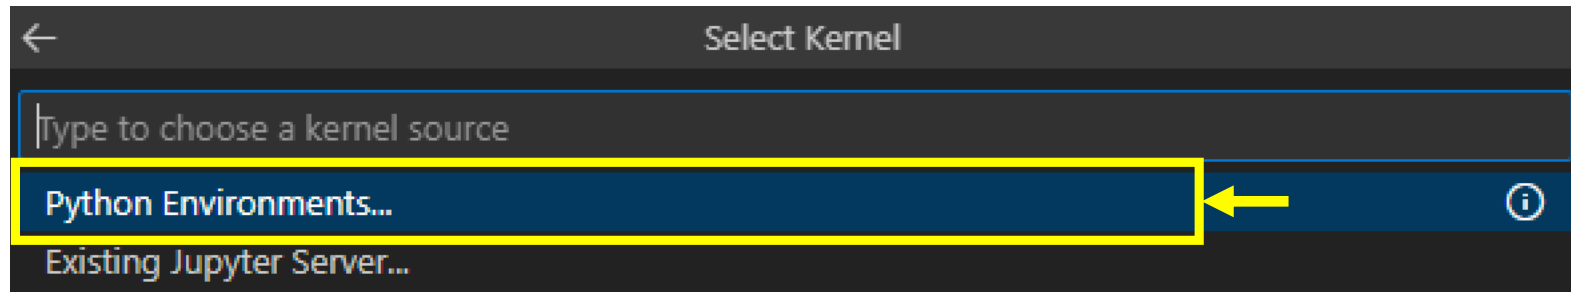 Select Kernel
Type to choose a kernel source
Python Environments...
Existing Jupyter Server...